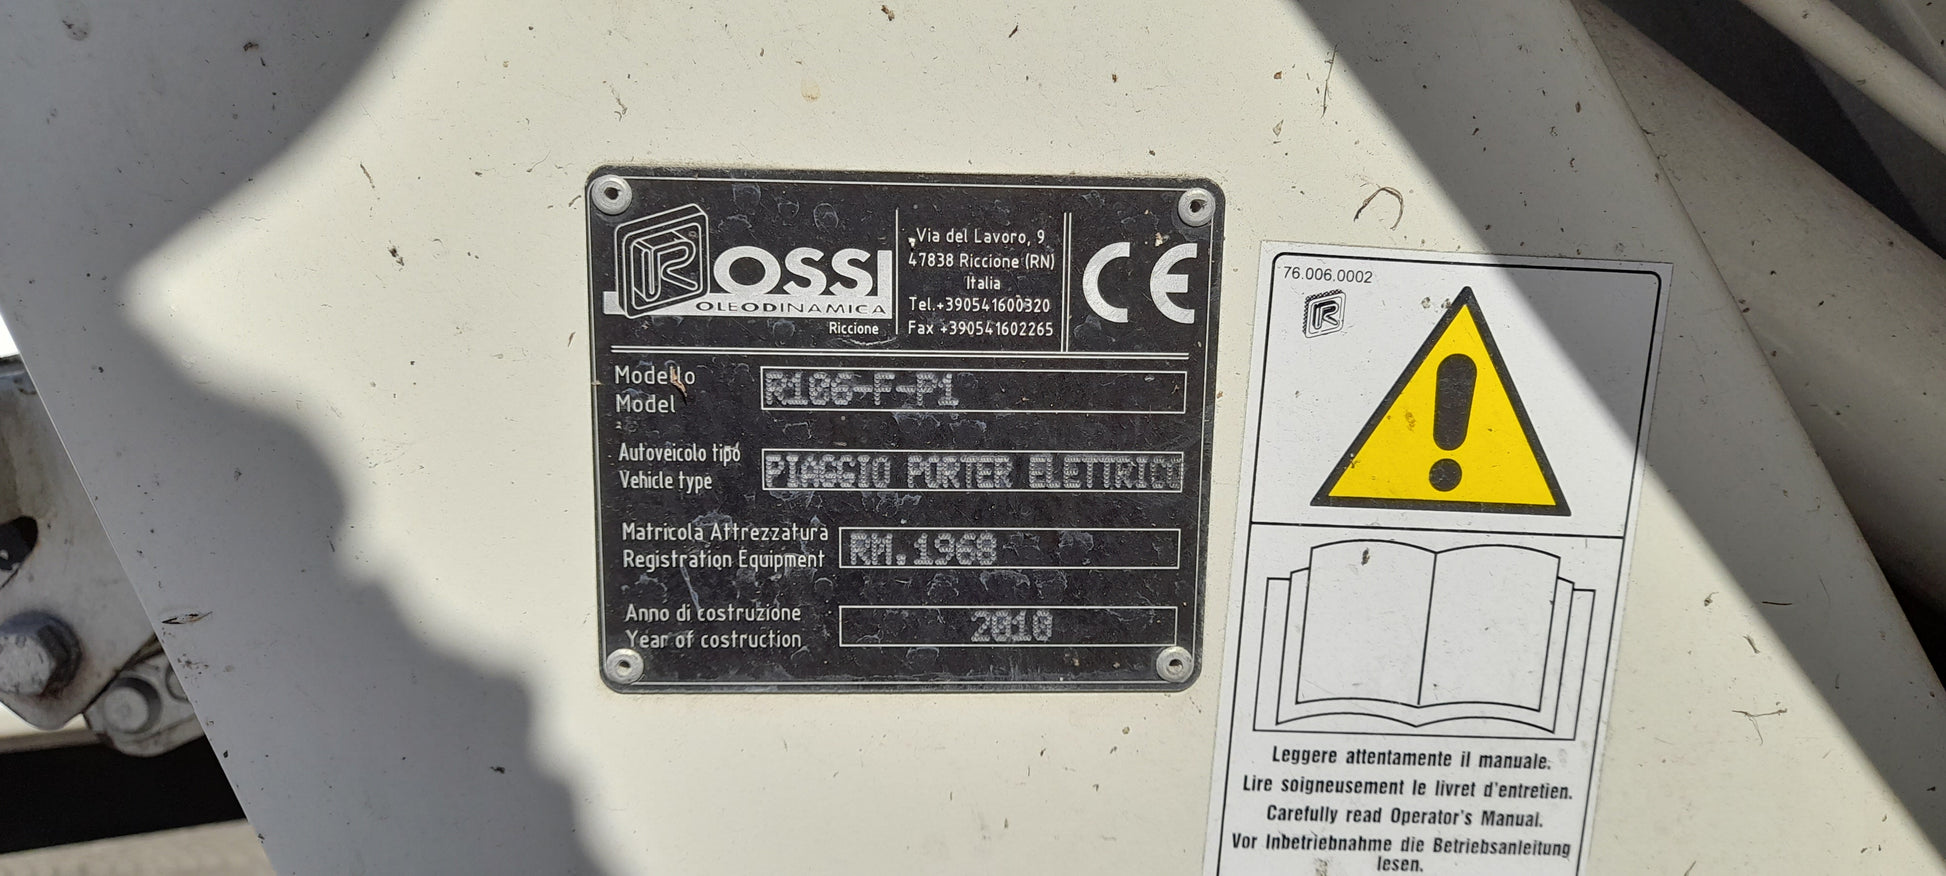 ROSSI
OLEODINAMICA
Riccione
Via del Lavoro, 9
47838 Riccione (RN)
Italia
Tel.+390541600320
Fax +390541602265
CE
Modello
Model
R106-F-P1
Autoveicolo tipo
Vehicle type
PIAGGIO PORTER ELETTRICO
Matricola Attrezzatura
Registration Equipment
RM.1968
Anno di costruzione
Year of costruction
2010
76.006.0002
R
Leggere attentamente il manuale.
Lire soigneusement le livret d'entretien.
Carefully read Operator's Manual.
Vor Inbetriebnahme die Betriebsanleitung
lesen.